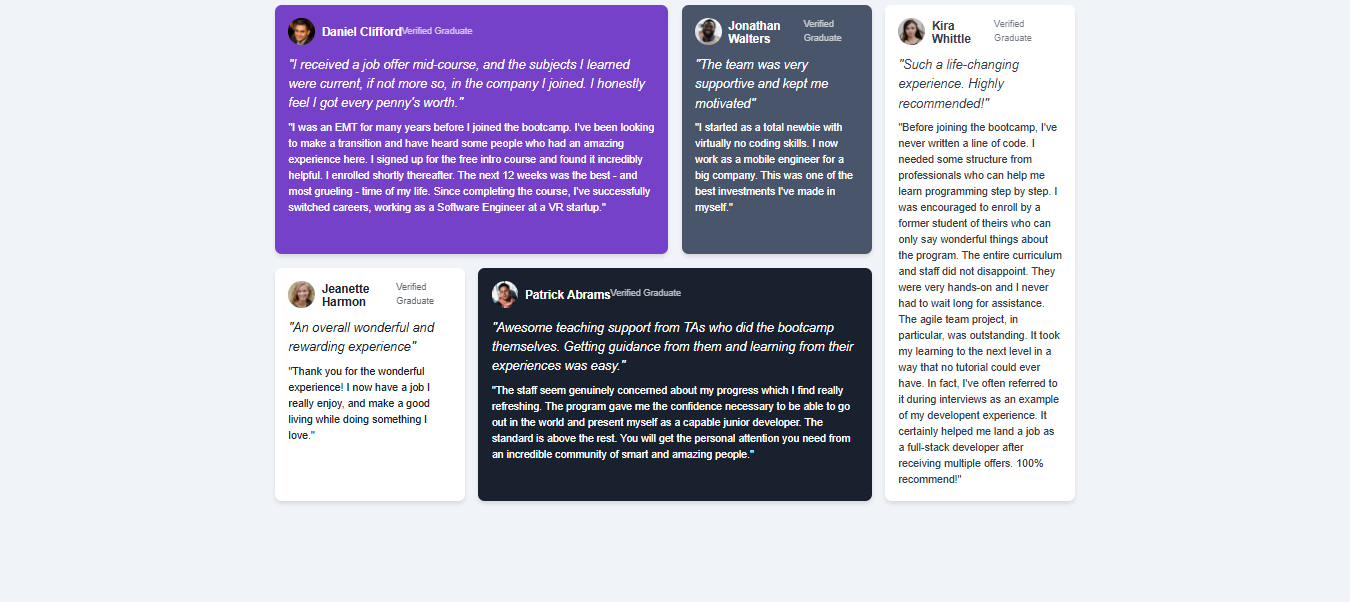 Daniel Clifford
Verified Graduate
"I received a job offer mid-course, and the subjects I learned
were current, if not more so, in the company I joined. I honestly
feel I got every penny's worth."
"I was an EMT for many years before I joined the bootcamp. I've been looking
to make a transition and have heard some people who had an amazing
experience here. I signed up for the free intro course and found it incredibly
helpful. I enrolled shortly thereafter. The next 12 weeks was the best - and
most grueling - time of my life. Since completing the course, I've successfully
switched careers, working as a Software Engineer at a VR startup."
Jonathan
Walters
Verified
Graduate
"The team was very
supportive and kept me
motivated"
"I started as a total newbie with
virtually no coding skills. I now
work as a mobile engineer for a
big company. This was one of the
best investments I've made in
myself."
Kira
Whittle
Verified
Graduate
"Such a life-changing
experience. Highly
recommended!"
"Before joining the bootcamp, I've
never written a line of code. I
needed some structure from
professionals who can help me
learn programming step by step. I
was encouraged to enroll by a
former student of theirs who can
only say wonderful things about
the program. The entire curriculum
and staff did not disappoint. They
were very hands-on and I never
had to wait long for assistance.
The agile team project, in
particular, was outstanding. It took
my learning to the next level in a
way that no tutorial could ever
have. In fact, I've often referred to
it during interviews as an example
of my developent experience. It
certainly helped me land a job as
a full-stack developer after
receiving multiple offers. 100%
recommend!"
Jeanette
Harmon
Verified
Graduate
"An overall wonderful and
rewarding experience"
"Thank you for the wonderful
experience! I now have a job I
really enjoy, and make a good
living while doing something I
love."
Patrick Abrams
Verified Graduate
"Awesome teaching support from TAs who did the bootcamp
themselves. Getting guidance from them and learning from their
experiences was easy."
"The staff seem genuinely concerned about my progress which I find really
refreshing. The program gave me the confidence necessary to be able to go
out in the world and present myself as a capable junior developer. The
standard is above the rest. You will get the personal attention you need from
an incredible community of smart and amazing people."